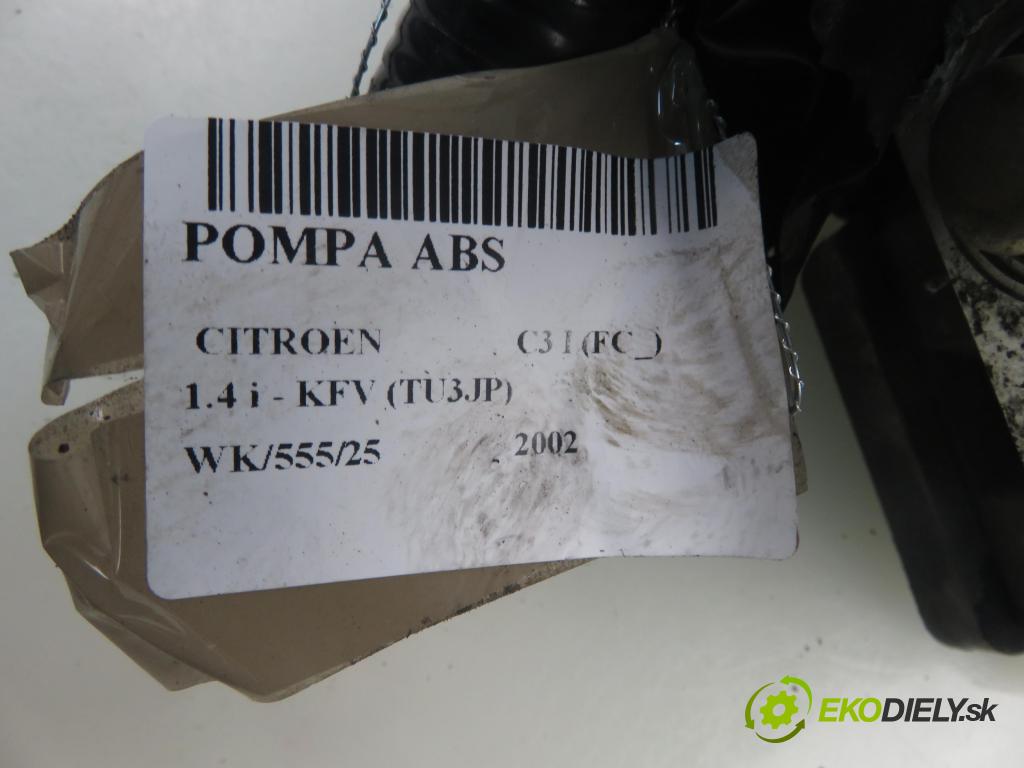 POMPA ABS
CITROEN C3 I (FC_)
1.4 i - KFV (TU3JP)
WK/555/25 2002
EKODIELY.sk